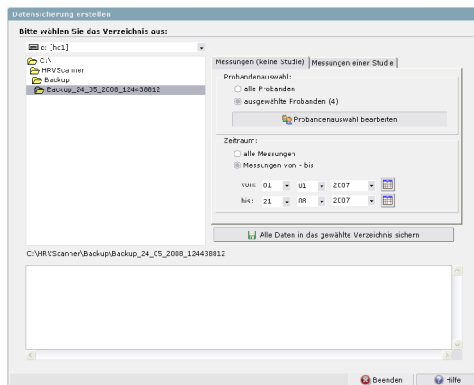 Datensicherung erstellen
Bitte wählen Sie das Verzeichnis aus:
c: [hc1]
C:\
HRVScanner
Backup
Backup_24_05_2008_124438812
Messungen (keine Studie)
Messungen einer Studie
Probandenauswahl:
alle Probanden
ausgewählte Probanden (4)
Probandenauswahl bearbeiten
Zeitraum:
alle Messungen
Messungen von - bis
von: 01 01 2007
bis: 21 08 2007
Alle Daten in das gewählte Verzeichnis sichern
C:\HRVScanner\Backup\Backup_24_05_2008_124438812
Beenden
Hilfe